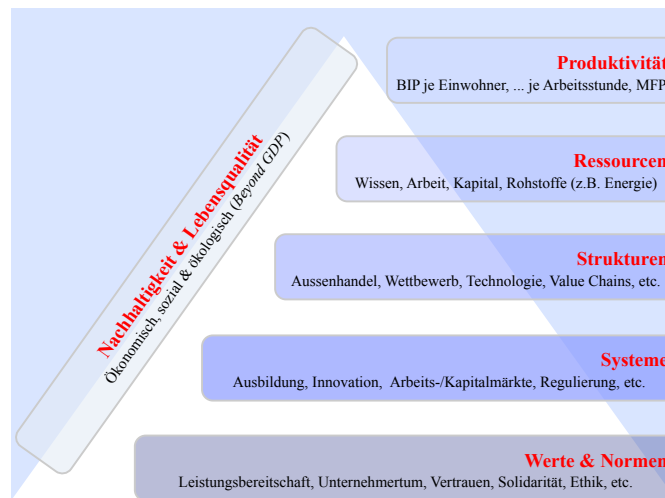 Produktivität
BIP je Einwohner, ... je Arbeitsstunde, MFP
Ressourcen
Wissen, Arbeit, Kapital, Rohstoffe (z.B. Energie)
Strukturen
Aussenhandel, Wettbewerb, Technologie, Value Chains, etc.
Systeme
Ausbildung, Innovation, Arbeits-/Kapitalmärkte, Regulierung, etc.
Werte & Normen
Leistungsbereitschaft, Unternehmertum, Vertrauen, Solidarität, Ethik, etc.
Nachhaltigkeit & Lebensqualität
Ökonomisch, sozial & ökologisch (Beyond GDP)